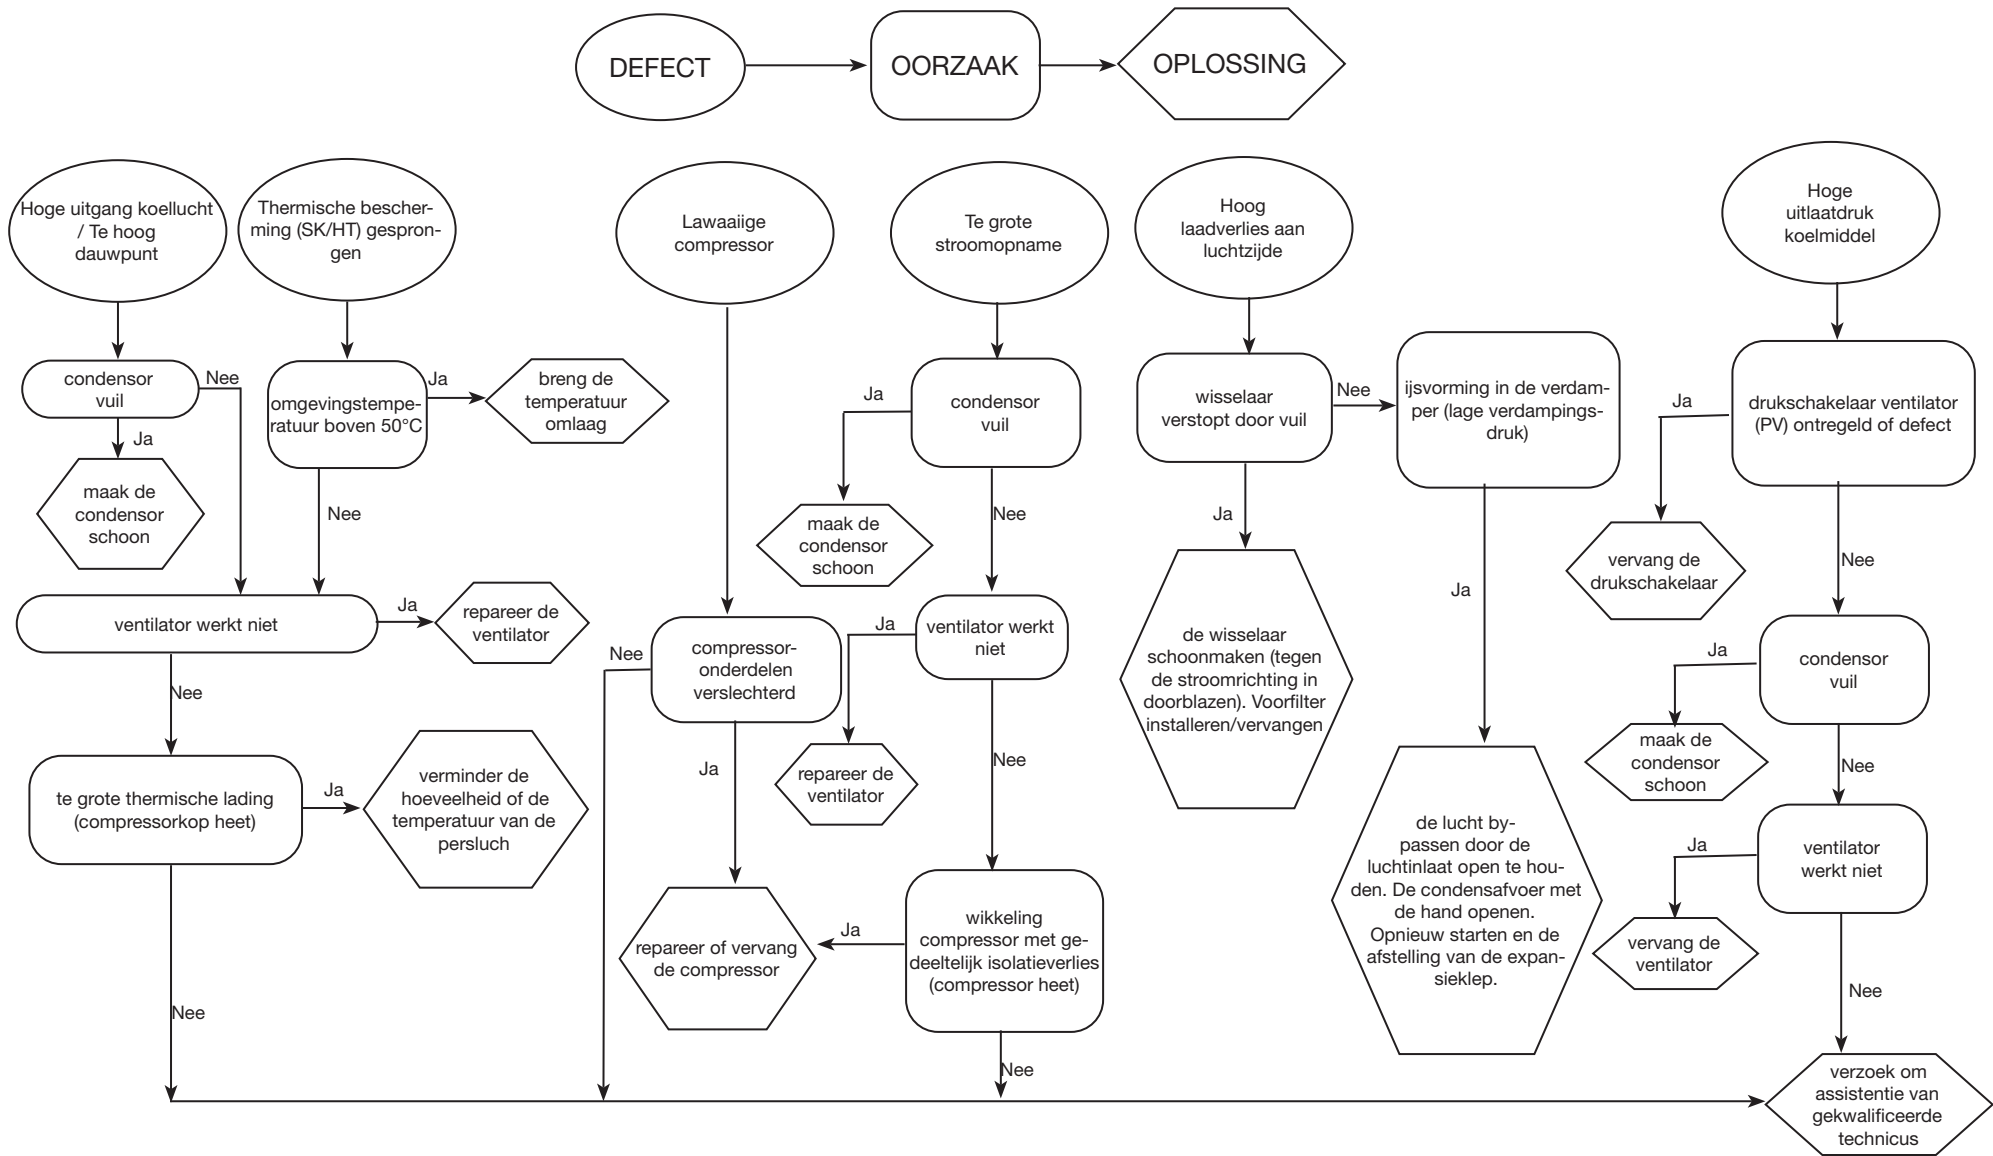 DEFECT
OORZAAK
OPLOSSING
Hoge uitgang koellucht
/ Te hoog
dauwpunt
Thermische bescher-
ming (SK/HT) gespron-
gen
Lawaaiige
compressor
Te grote
stroomopname
Hoog
laadverlies aan
luchtzijde
Hoge
uitlaatdruk
koelmiddel
condensor
vuil
Nee
Ja
maak de
condensor
schoon
omgevingstempe-
ratuur boven 50°C
Ja
breng de
temperatuur
omlaag
Nee
ventilator werkt niet
Ja
repareer de
ventilator
Nee
te grote thermische lading
(compressorkop heet)
Ja
verminder de
hoeveelheid of de
temperatuur van de
persluch
Nee
compressor-
onderdelen
verslechterd
Nee
Ja
repareer of vervang
de compressor
condensor
vuil
Ja
maak de
condensor
schoon
Nee
ventilator werkt
niet
Ja
repareer de
ventilator
Nee
wikkeling
compressor met ge-
deeltelijk isolatieverlies
(compressor heet)
Ja
Nee
wisselaar
verstopt door vuil
Nee
Ja
de wisselaar
schoonmaken (tegen
de stroomrichting in
doorblazen). Voorfilter
installeren/vervangen
ijsvorming in de verdam-
per (lage verdampings-
druk)
Ja
de lucht by-
passen door de
luchtinlaat open te hou-
den. De condensafvoer met
de hand openen.
Opnieuw starten en de
afstelling van de expan-
sieklep.
drukschakelaar ventilator
(PV) ontregeld of defect
Ja
vervang de
drukschakelaar
Nee
condensor
vuil
Ja
maak de
condensor
schoon
Nee
ventilator
werkt niet
Ja
vervang de
ventilator
Nee
verzoek om
assistentie van
gekwalificeerde
technicus